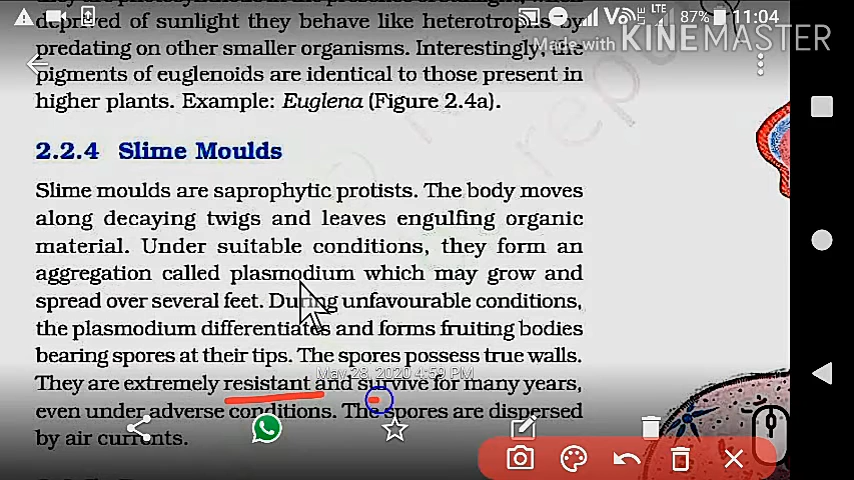 VoⓇ LTE LTE 87% 11:04
deprived of sunlight they behave like heterotrophs by
Made with KINEMASTER
predating on other smaller organisms. Interestingly, the
pigments of euglenoids are identical to those present in
higher plants. Example: Euglena (Figure 2.4a).
2.2.4 Slime Moulds
Slime moulds are saprophytic protists. The body moves
along decaying twigs and leaves engulfing organic
material. Under suitable conditions, they form an
aggregation called plasmodium which may grow and
spread over several feet. During unfavourable conditions,
the plasmodium differentiates and forms fruiting bodies
bearing spores at their tips. The spores possess true walls.
May 28, 2020 4:59 PM
They are extremely resistant and survive for many years,
even under adverse conditions. The spores are dispersed
by air currents.